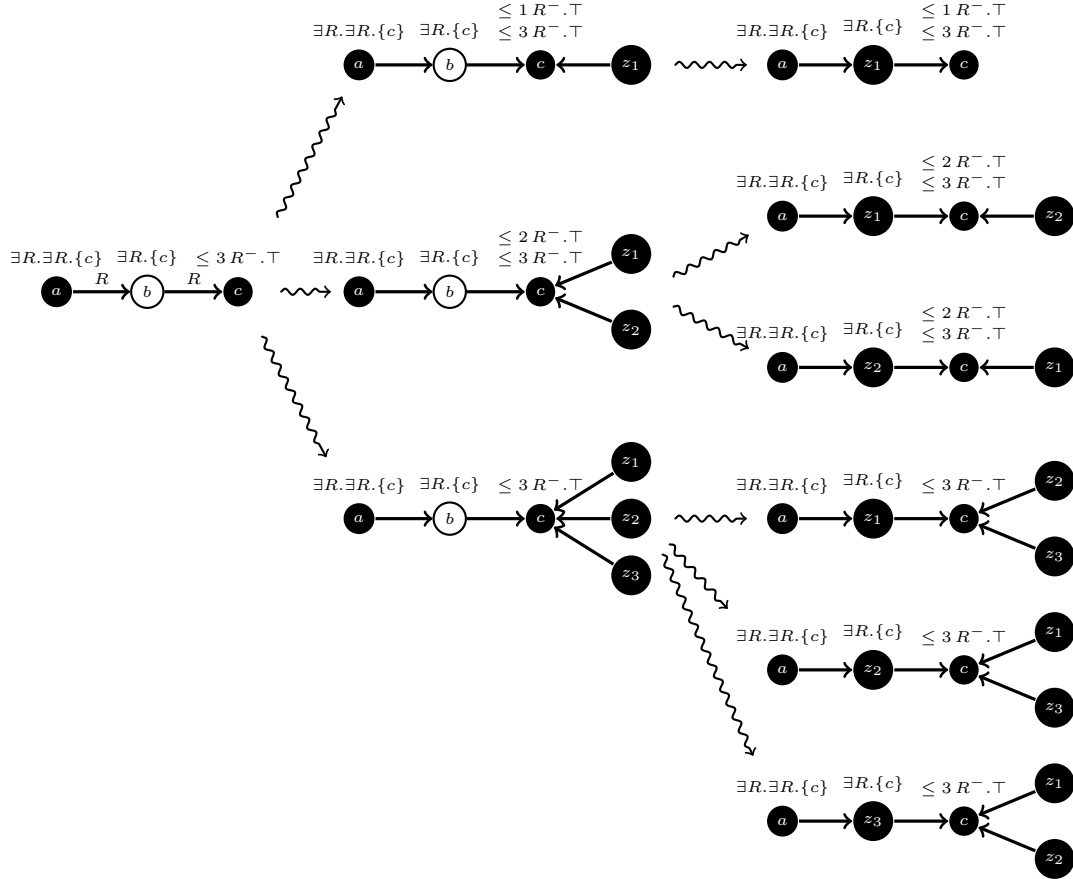 ≤ 1 R⁻.⊤ ≤ 1 R⁻.⊤
∃R.∃R.{c} ∃R.{c} ≤ 3 R⁻.⊤ ∃R.∃R.{c} ∃R.{c} ≤ 3 R⁻.⊤
a b c z₁ a z₁ c
≤ 2 R⁻.⊤
∃R.∃R.{c} ∃R.{c} ≤ 3 R⁻.⊤
a z₁ c z₂
≤ 2 R⁻.⊤
∃R.∃R.{c} ∃R.{c} ≤ 3 R⁻.⊤ ∃R.∃R.{c} ∃R.{c} ≤ 3 R⁻.⊤
z₁
R R
a b c a b c
z₂
≤ 2 R⁻.⊤
∃R.∃R.{c} ∃R.{c} ≤ 3 R⁻.⊤
a z₂ c z₁
z₁
∃R.∃R.{c} ∃R.{c} ≤ 3 R⁻.⊤ ∃R.∃R.{c} ∃R.{c} ≤ 3 R⁻.⊤
z₂
a b c z₂ a z₁ c
z₃ z₃
∃R.∃R.{c} ∃R.{c} ≤ 3 R⁻.⊤
z₁
a z₂ c
z₃
∃R.∃R.{c} ∃R.{c} ≤ 3 R⁻.⊤
z₁
a z₃ c
z₂